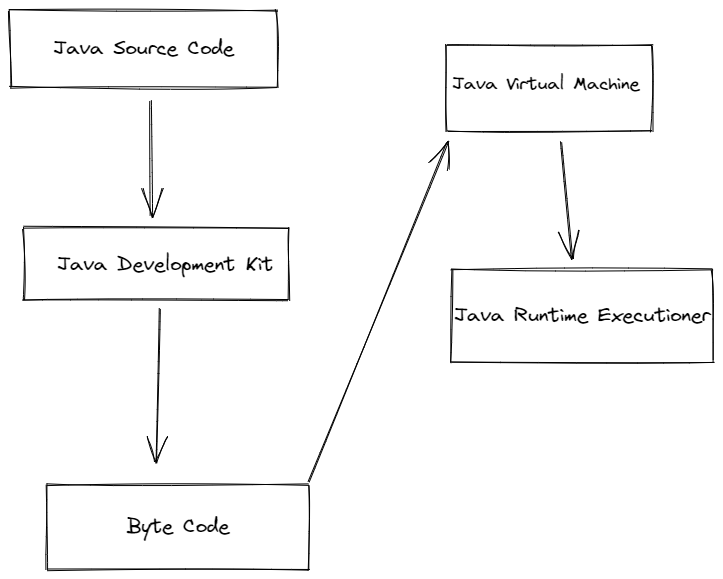 Java Source Code
Java Development Kit
Byte Code
Java Virtual Machine
Java Runtime Executioner